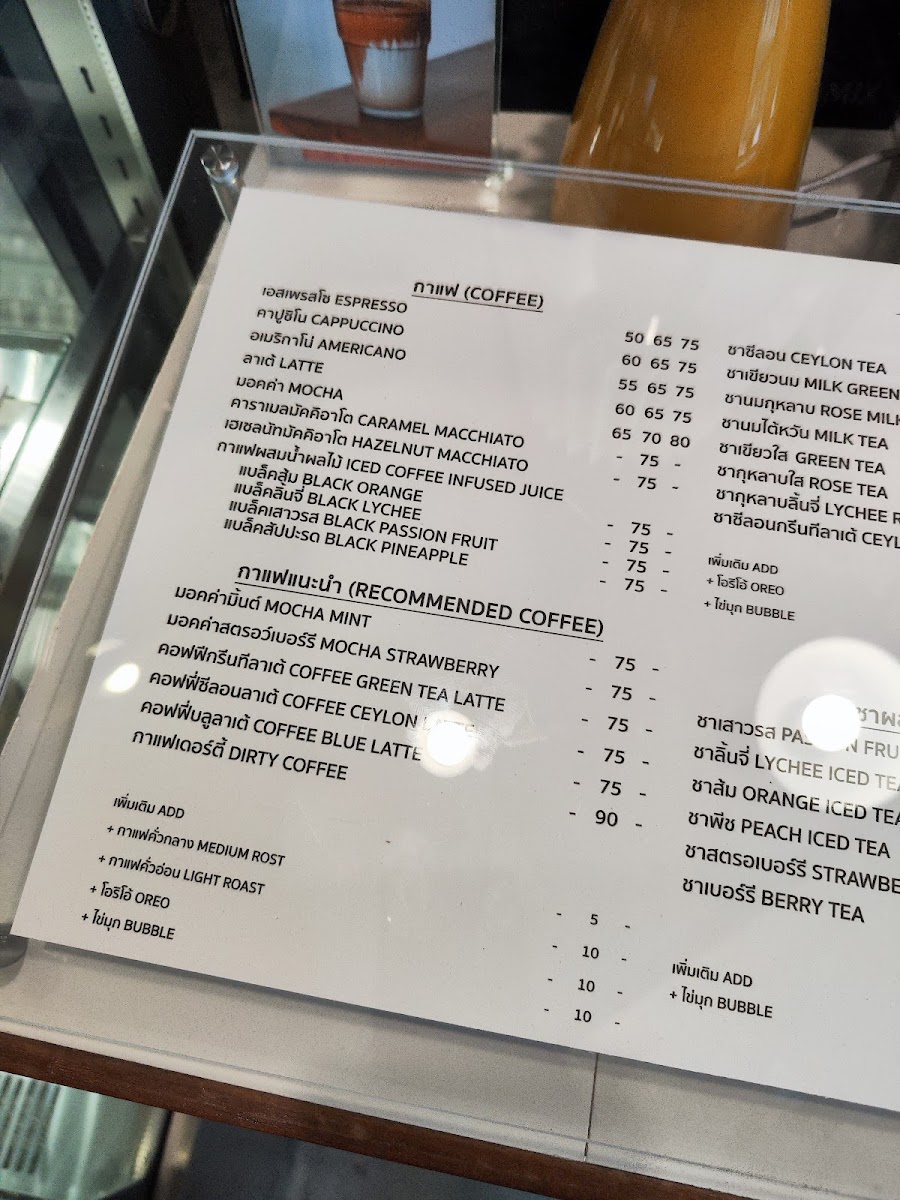 กาแฟ (COFFEE)
เอสเพรสโซ ESPRESSO 50 65 75
คาปูชิโน CAPPUCCINO 60 65 75
อเมริกาโน่ AMERICANO 55 65 75
ลาเต้ LATTE 60 65 75
มอคค่า MOCHA 65 70 80
คาราเมลมัคคิอาโต CARAMEL MACCHIATO - 75 -
เฮเซลนัทมัคคิอาโต HAZELNUT MACCHIATO - 75 -
กาแฟผสมน้ำผลไม้ ICED COFFEE INFUSED JUICE
แบล็คส้ม BLACK ORANGE - 75 -
แบล็คลิ้นจี่ BLACK LYCHEE - 75 -
แบล็คเสาวรส BLACK PASSION FRUIT - 75 -
แบล็คสัปปะรด BLACK PINEAPPLE - 75 -
กาแฟแนะนำ (RECOMMENDED COFFEE)
มอคค่ามิ้นต์ MOCHA MINT - 75 -
มอคค่าสตรอว์เบอร์รี MOCHA STRAWBERRY - 75 -
คอฟฟีกรีนทีลาเต้ COFFEE GREEN TEA LATTE - 75 -
คอฟฟี่ซีลอนลาเต้ COFFEE CEYLON LATTE - 75 -
คอฟฟี่บลูลาเต้ COFFEE BLUE LATTE - 75 -
กาแฟเดอร์ตี้ DIRTY COFFEE - 90 -
เพิ่มเติม ADD
+ กาแฟคั่วกลาง MEDIUM ROST - 5 -
+ กาแฟคั่วอ่อน LIGHT ROAST - 10 -
+ โอริโอ้ OREO - 10 -
+ ไข่มุก BUBBLE - 10 -
ชาซีลอน CEYLON TEA
ชาเขียวนม MILK GREEN
ชานมกุหลาบ ROSE MILK
ชานมไต้หวัน MILK TEA
ชาเขียวใส GREEN TEA
ชากุหลาบใส ROSE TEA
ชากุหลาบลิ้นจี่ LYCHEE R
ชาซีลอนกรีนทีลาเต้ CEYL
เพิ่มเติม ADD
+ โอริโอ้ OREO
+ ไข่มุก BUBBLE
ชาผส
ชาเสาวรส PASSION FRU
ชาลิ้นจี่ LYCHEE ICED TEA
ชาส้ม ORANGE ICED TEA
ชาพีช PEACH ICED TEA
ชาสตรอเบอร์รี STRAWBE
ชาเบอร์รี BERRY TEA
เพิ่มเติม ADD
+ ไข่มุก BUBBLE